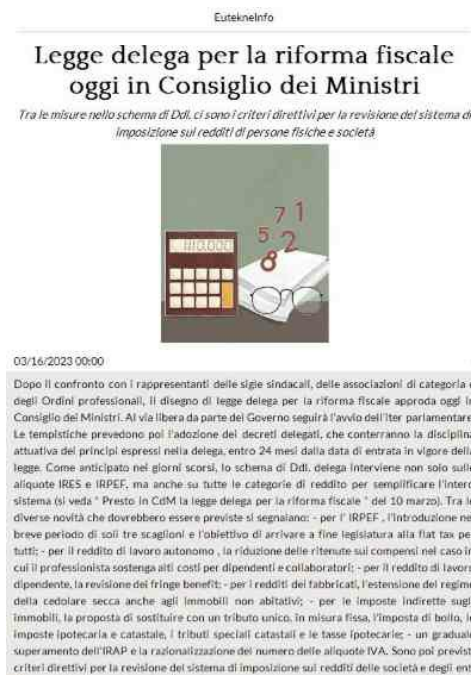 EutekneInfo
Legge delega per la riforma fiscale
oggi in Consiglio dei Ministri
Tra le misure nello schema di Ddl. ci sono i criteri direttivi per la revisione del sistema di
imposizione sui redditi di persone fisiche e società
7 1
5 2
8
03/16/2023 00:00
Dopo il confronto con i rappresentanti delle sigle sindacali, delle associazioni di categoria e
degli Ordini professionali, il disegno di legge delega per la riforma fiscale approda oggi in
Consiglio dei Ministri. Al via libera da parte del Governo seguirà l'avvio dell'iter parlamentare.
Le tempistiche prevedono poi l'adozione dei decreti delegati, che conterranno la disciplina
attuativa dei principi espressi nella delega, entro 24 mesi dalla data di entrata in vigore della
legge. Come anticipato nei giorni scorsi, lo schema di Ddl. delega interviene non solo sulle
aliquote IRES e IRPEF, ma anche su tutte le categorie di reddito per semplificare l'intero
sistema (si veda " Presto in CdM la legge delega per la riforma fiscale " del 10 marzo). Tra le
diverse novità che dovrebbero essere previste si segnalano: - per l' IRPEF , l'introduzione nel
breve periodo di soli tre scaglioni e l'obiettivo di arrivare a fine legislatura alla flat tax per
tutti; - per il reddito di lavoro autonomo , la riduzione delle ritenute sui compensi nel caso in
cui il professionista sostenga alti costi per dipendenti e collaboratori; - per il reddito di lavoro
dipendente, la revisione dei fringe benefit; - per i redditi dei fabbricati, l'estensione del regime
della cedolare secca anche agli immobili non abitativi; - per le imposte indirette sugli
immobili, la proposta di sostituire con un tributo unico, in misura fissa, l'imposta di bollo, le
imposte ipotecaria e catastale, i tributi speciali catastali e le tasse ipotecarie; - un graduale
superamento dell'IRAP e la razionalizzazione del numero delle aliquote IVA. Sono poi previsti
criteri direttivi per la revisione del sistema di imposizione sui redditi delle società e degli enti